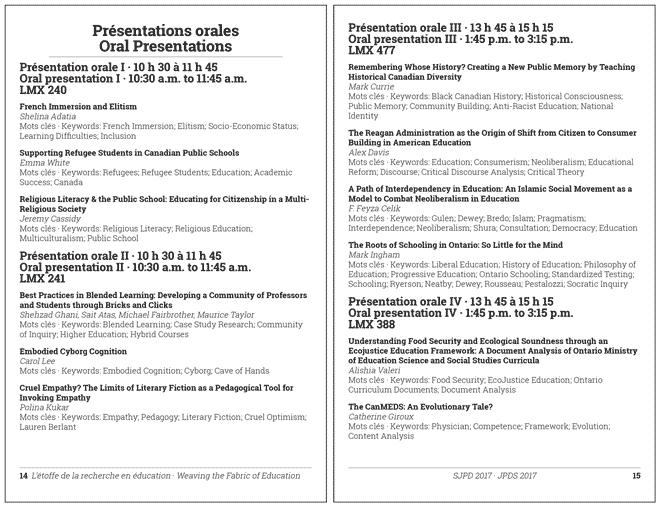 Présentations orales
Oral Presentations
Présentation orale I · 10 h 30 à 11 h 45
Oral presentation I · 10:30 a.m. to 11:45 a.m.
LMX 240
French Immersion and Elitism
Shelina Adatia
Mots clés · Keywords: French Immersion; Elitism; Socio-Economic Status;
Learning Difficulties; Inclusion
Supporting Refugee Students in Canadian Public Schools
Emma White
Mots clés · Keywords: Refugees; Refugee Students; Education; Academic
Success; Canada
Religious Literacy & the Public School: Educating for Citizenship in a Multi-
Religious Society
Jeremy Cassidy
Mots clés · Keywords: Religious Literacy; Religious Education;
Multiculturalism; Public School
Présentation orale II · 10 h 30 à 11 h 45
Oral presentation II · 10:30 a.m. to 11:45 a.m.
LMX 241
Best Practices in Blended Learning: Developing a Community of Professors
and Students through Bricks and Clicks
Shehzad Ghani, Sait Atas, Michael Fairbrother, Maurice Taylor
Mots clés · Keywords: Blended Learning; Case Study Research; Community
of Inquiry; Higher Education; Hybrid Courses
Embodied Cyborg Cognition
Carol Lee
Mots clés · Keywords: Embodied Cognition; Cyborg; Cave of Hands
Cruel Empathy? The Limits of Literary Fiction as a Pedagogical Tool for
Invoking Empathy
Polina Kukar
Mots clés · Keywords: Empathy; Pedagogy; Literary Fiction; Cruel Optimism;
Lauren Berlant
14 L'étoffe de la recherche en éducation · Weaving the Fabric of Education
Présentation orale III · 13 h 45 à 15 h 15
Oral presentation III · 1:45 p.m. to 3:15 p.m.
LMX 477
Remembering Whose History? Creating a New Public Memory by Teaching
Historical Canadian Diversity
Mark Currie
Mots clés · Keywords: Black Canadian History; Historical Consciousness;
Public Memory; Community Building; Anti-Racist Education; National
Identity
The Reagan Administration as the Origin of Shift from Citizen to Consumer
Building in American Education
Alex Davis
Mots clés · Keywords: Education; Consumerism; Neoliberalism; Educational
Reform; Discourse; Critical Discourse Analysis; Critical Theory
A Path of Interdependency in Education: An Islamic Social Movement as a
Model to Combat Neoliberalism in Education
F. Feyza Celik
Mots clés · Keywords: Gulen; Dewey; Bredo; Islam; Pragmatism;
Interdependence; Neoliberalism; Shura; Consultation; Democracy; Education
The Roots of Schooling in Ontario: So Little for the Mind
Mark Ingham
Mots clés · Keywords: Liberal Education; History of Education; Philosophy of
Education; Progressive Education; Ontario Schooling; Standardized Testing;
Schooling; Ryerson; Neatby; Dewey; Rousseau; Pestalozzi; Socratic Inquiry
Présentation orale IV · 13 h 45 à 15 h 15
Oral presentation IV · 1:45 p.m. to 3:15 p.m.
LMX 388
Understanding Food Security and Ecological Soundness through an
Ecojustice Education Framework: A Document Analysis of Ontario Ministry
of Education Science and Social Studies Curricula
Alishia Valeri
Mots clés · Keywords: Food Security; EcoJustice Education; Ontario
Curriculum Documents; Document Analysis
The CanMEDS: An Evolutionary Tale?
Catherine Giroux
Mots clés · Keywords: Physician; Competence; Framework; Evolution;
Content Analysis
SJPD 2017 · JPDS 2017 15